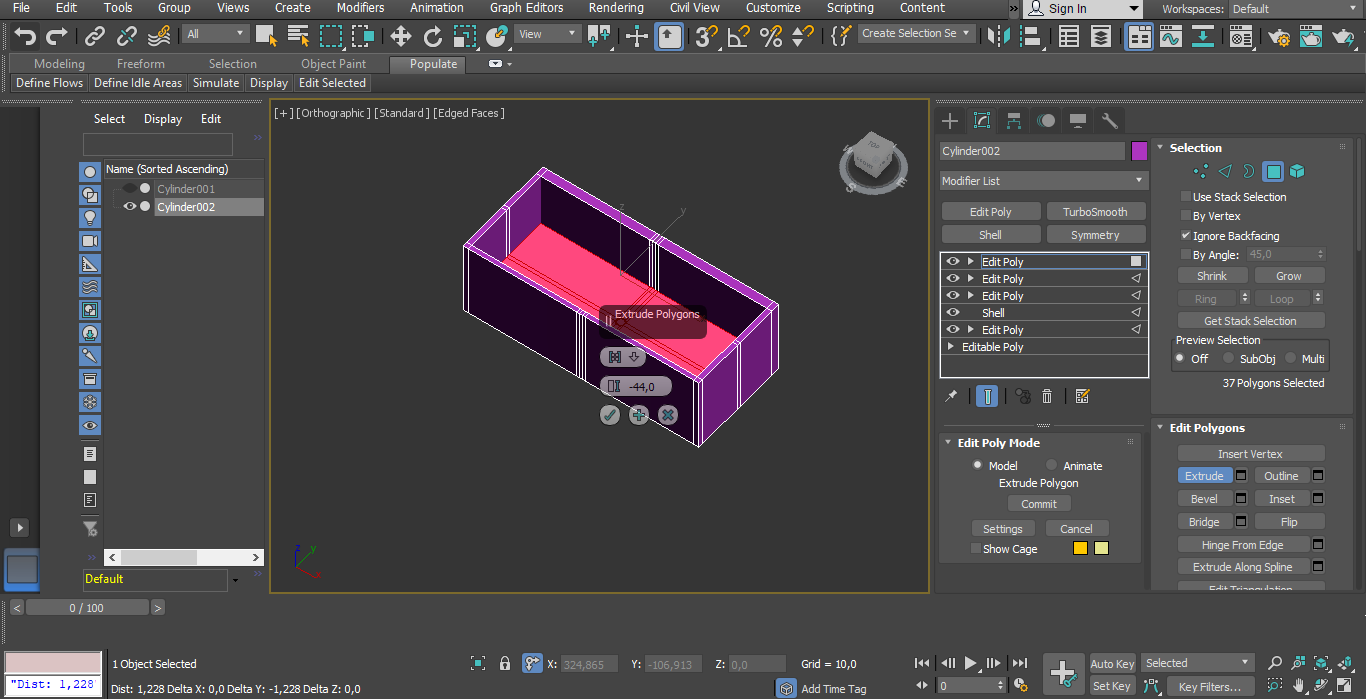 File Edit Tools Group Views Create Modifiers Animation Graph Editors Rendering Civil View Customize Scripting Content » Sign In Workspaces: Default
All View 3 Create Selection Se
Modeling Freeform Selection Object Paint Populate
Define Flows Define Idle Areas Simulate Display Edit Selected
Select Display Edit
Name (Sorted Ascending)
Cylinder001
Cylinder002
Default
0 / 100
[+] [Orthographic] [Standard] [Edged Faces]
TOP
S
E
z
y
Extrude Polygons
-44,0
z
y
x
Cylinder002
Modifier List
Edit Poly TurboSmooth
Shell Symmetry
Edit Poly
Edit Poly
Edit Poly
Shell
Edit Poly
Editable Poly
Edit Poly Mode
Model Animate
Extrude Polygon
Commit
Settings Cancel
Show Cage
Selection
Use Stack Selection
By Vertex
Ignore Backfacing
By Angle: 45,0
Shrink Grow
Ring Loop
Get Stack Selection
Preview Selection
Off SubObj Multi
37 Polygons Selected
Edit Polygons
Insert Vertex
Extrude Outline
Bevel Inset
Bridge Flip
Hinge From Edge
Extrude Along Spline
Edit Triangulation
"Dist: 1,228
1 Object Selected
Dist: 1,228 Delta X: 0,0 Delta Y: -1,228 Delta Z: 0,0
X: 324,865 Y: -106,913 Z: 0,0 Grid = 10,0
Add Time Tag
0
Auto Key Selected
Set Key Key Filters...